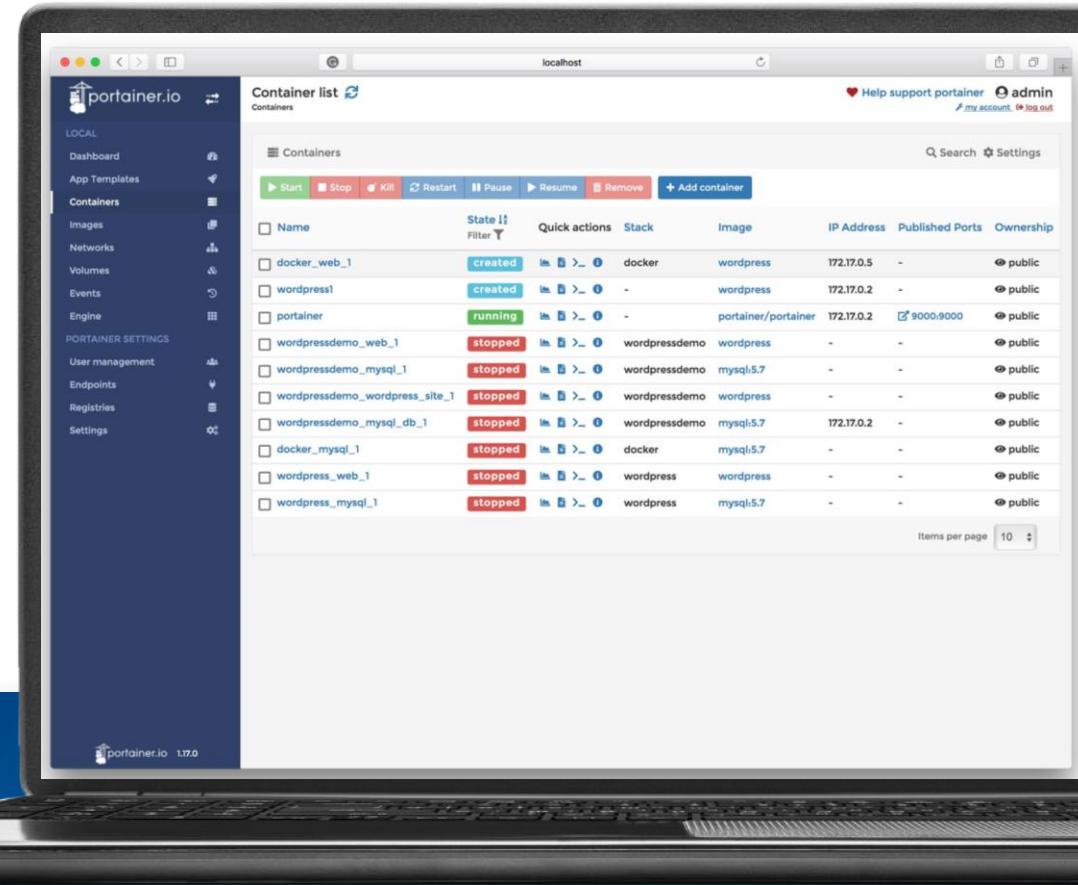 localhost
portainer.io
Container list
Containers
Help support portainer admin
my account log out
LOCAL
Dashboard
App Templates
Containers
Images
Networks
Volumes
Events
Engine
PORTAINER SETTINGS
User management
Endpoints
Registries
Settings
portainer.io 1.17.0
Containers Search Settings
Start Stop Kill Restart Pause Resume Remove + Add container
Name State Filter Quick actions Stack Image IP Address Published Ports Ownership
docker_web_1 created docker wordpress 172.17.0.5 - public
wordpress1 created - wordpress 172.17.0.2 - public
portainer running - portainer/portainer 172.17.0.2 9000:9000 public
wordpressdemo_web_1 stopped wordpressdemo wordpress - - public
wordpressdemo_mysql_1 stopped wordpressdemo mysql:5.7 - - public
wordpressdemo_wordpress_site_1 stopped wordpressdemo wordpress - - public
wordpressdemo_mysql_db_1 stopped wordpressdemo mysql:5.7 172.17.0.2 - public
docker_mysql_1 stopped docker mysql:5.7 - - public
wordpress_web_1 stopped wordpress wordpress - - public
wordpress_mysql_1 stopped wordpress mysql:5.7 - - public
Items per page 10